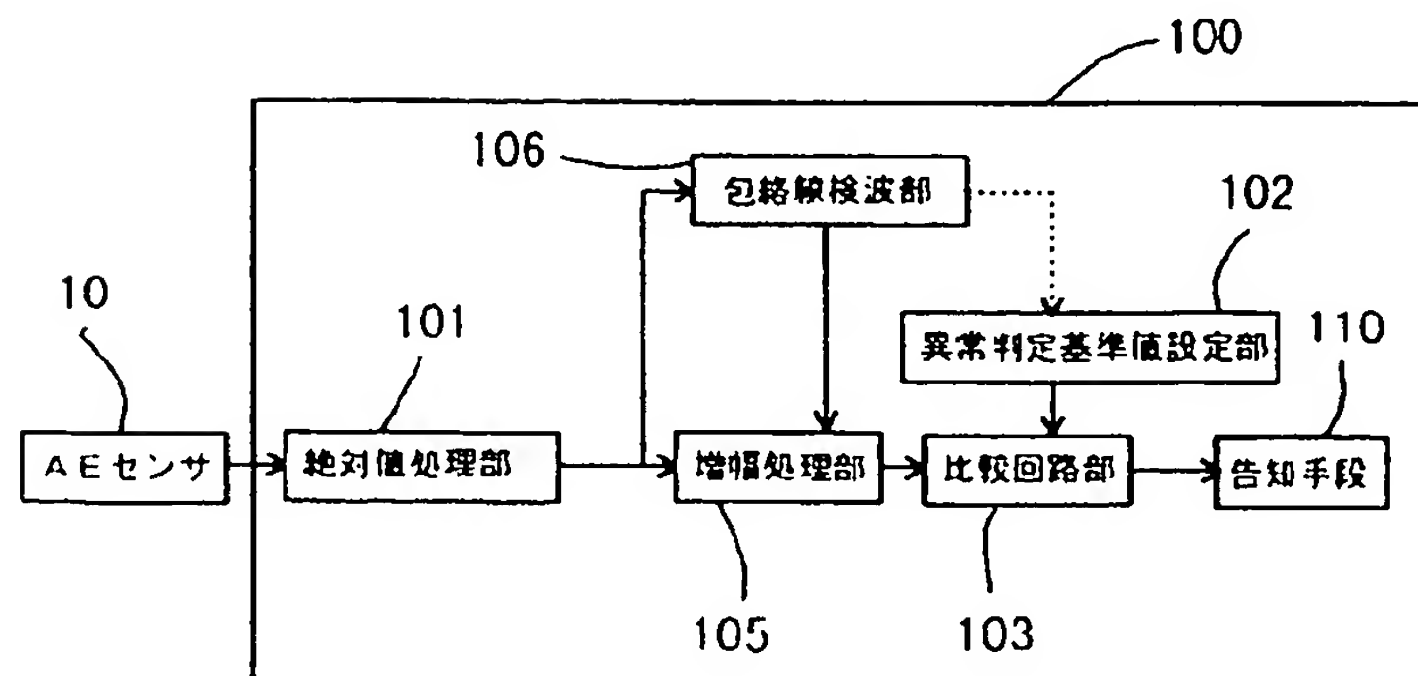 100
106
包絡線検波部
102
10
101
異常判定基準値設定部
110
AEセンサ
絶対値処理部
増幅処理部
比較回路部
告知手段
105
103